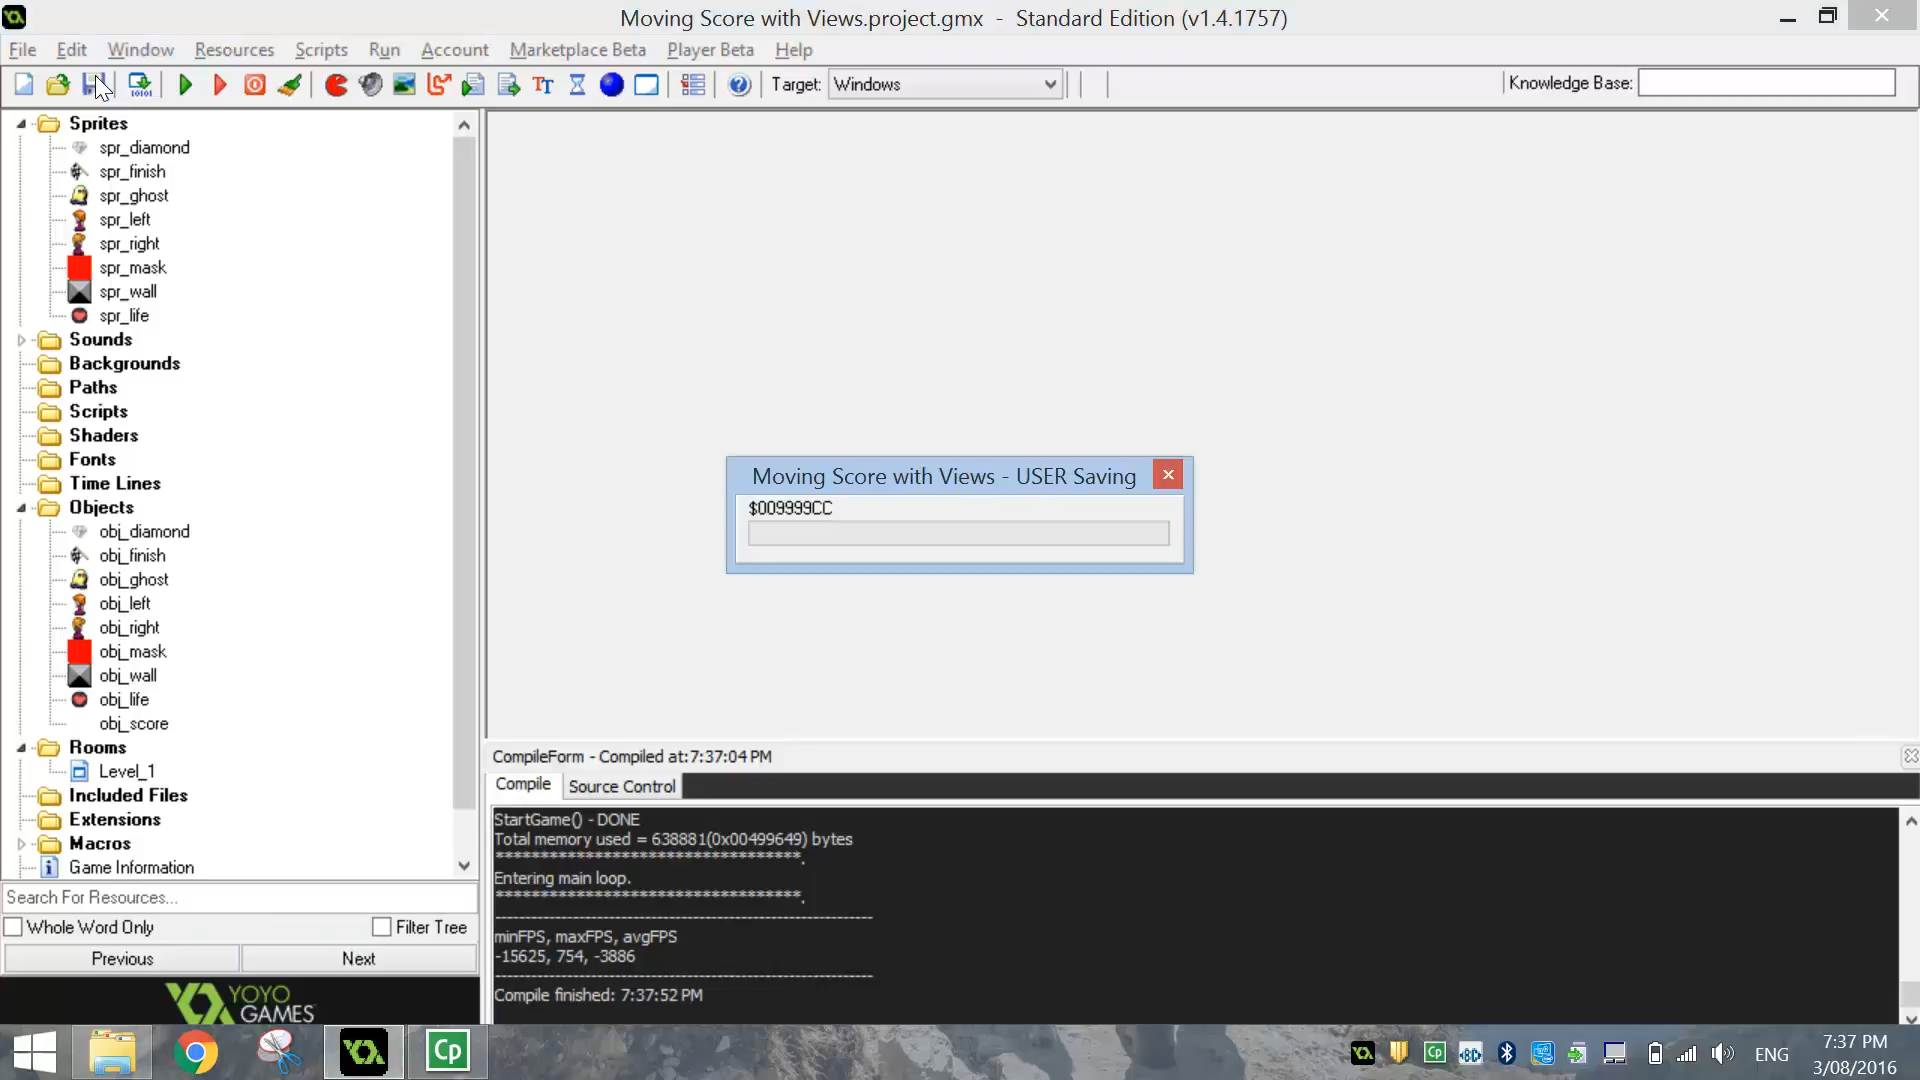 Moving Score with Views.project.gmx - Standard Edition (v1.4.1757)
File Edit Window Resources Scripts Run Account Marketplace Beta Player Beta Help
Target: Windows
Knowledge Base:
Sprites
spr_diamond
spr_finish
spr_ghost
spr_left
spr_right
spr_mask
spr_wall
spr_life
Sounds
Backgrounds
Paths
Scripts
Shaders
Fonts
Time Lines
Objects
obj_diamond
obj_finish
obj_ghost
obj_left
obj_right
obj_mask
obj_wall
obj_life
obj_score
Rooms
Level_1
Included Files
Extensions
Macros
Game Information
Search For Resources...
Whole Word Only Filter Tree
Previous Next
YOYO
GAMES
Moving Score with Views - USER Saving
$009999CC
CompileForm - Compiled at:7:37:04 PM
Compile Source Control
StartGame() - DONE
Total memory used = 638881(0x00499649) bytes
**********************************.
Entering main loop.
**********************************.
minFPS, maxFPS, avgFPS
-15625, 754, -3886
Compile finished: 7:37:52 PM
Cp
Cp
ENG
7:37 PM
3/08/2016